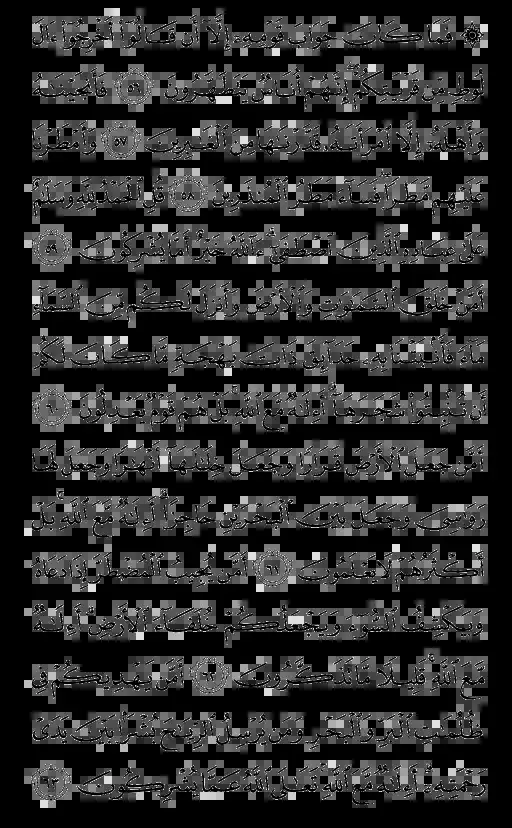 ۞ فَمَا كَانَ جَوَابَ قَوْمِهِۦٓ إِلَّآ أَن قَالُوٓا۟ أَخْرِجُوٓا۟ ءَالَ
لُوطٍ مِّن قَرْيَتِكُمْ إِنَّهُمْ أُنَاسٌ يَتَطَهَّرُونَ ٥٦ فَأَنجَيْنَٰهُ
وَأَهْلَهُۥٓ إِلَّا ٱمْرَأَتَهُۥ قَدَّرْنَٰهَا مِنَ ٱلْغَٰبِرِينَ ٥٧ وَأَمْطَرْنَا
عَلَيْهِم مَّطَرًا فَسَآءَ مَطَرُ ٱلْمُنذَرِينَ ٥٨ قُلِ ٱلْحَمْدُ لِلَّهِ وَسَلَٰمٌ
عَلَىٰ عِبَادِهِ ٱلَّذِينَ ٱصْطَفَىٰٓ ءَآللَّهُ خَيْرٌ أَمَّا يُشْرِكُونَ ٥٩
أَمَّنْ خَلَقَ ٱلسَّمَٰوَٰتِ وَٱلْأَرْضَ وَأَنزَلَ لَكُم مِّنَ ٱلسَّمَآءِ
مَآءً فَأَنۢبَتْنَا بِهِۦ حَدَآئِقَ ذَاتَ بَهْجَةٍ مَّا كَانَ لَكُمْ
أَن تُنۢبِتُوا۟ شَجَرَهَآ أَءِلَٰهٌ مَّعَ ٱللَّهِ بَلْ هُمْ قَوْمٌ يَعْدِلُونَ ٦٠
أَمَّن جَعَلَ ٱلْأَرْضَ قَرَارًا وَجَعَلَ خِلَٰلَهَآ أَنْهَٰرًا وَجَعَلَ لَهَا
رَوَٰسِىَ وَجَعَلَ بَيْنَ ٱلْبَحْرَيْنِ حَاجِزًا أَءِلَٰهٌ مَّعَ ٱللَّهِ بَلْ
أَكْثَرُهُمْ لَا يَعْلَمُونَ ٦١ أَمَّن يُجِيبُ ٱلْمُضْطَرَّ إِذَا دَعَاهُ
وَيَكْشِفُ ٱلسُّوٓءَ وَيَجْعَلُكُمْ خُلَفَآءَ ٱلْأَرْضِ أَءِلَٰهٌ
مَّعَ ٱللَّهِ قَلِيلًا مَّا تَذَكَّرُونَ ٦٢ أَمَّن يَهْدِيكُمْ فِى
ظُلُمَٰتِ ٱلْبَرِّ وَٱلْبَحْرِ وَمَن يُرْسِلُ ٱلرِّيَٰحَ بُشْرًۢا بَيْنَ يَدَىْ
رَحْمَتِهِۦٓ أَءِلَٰهٌ مَّعَ ٱللَّهِ تَعَٰلَى ٱللَّهُ عَمَّا يُشْرِكُونَ ٦٣